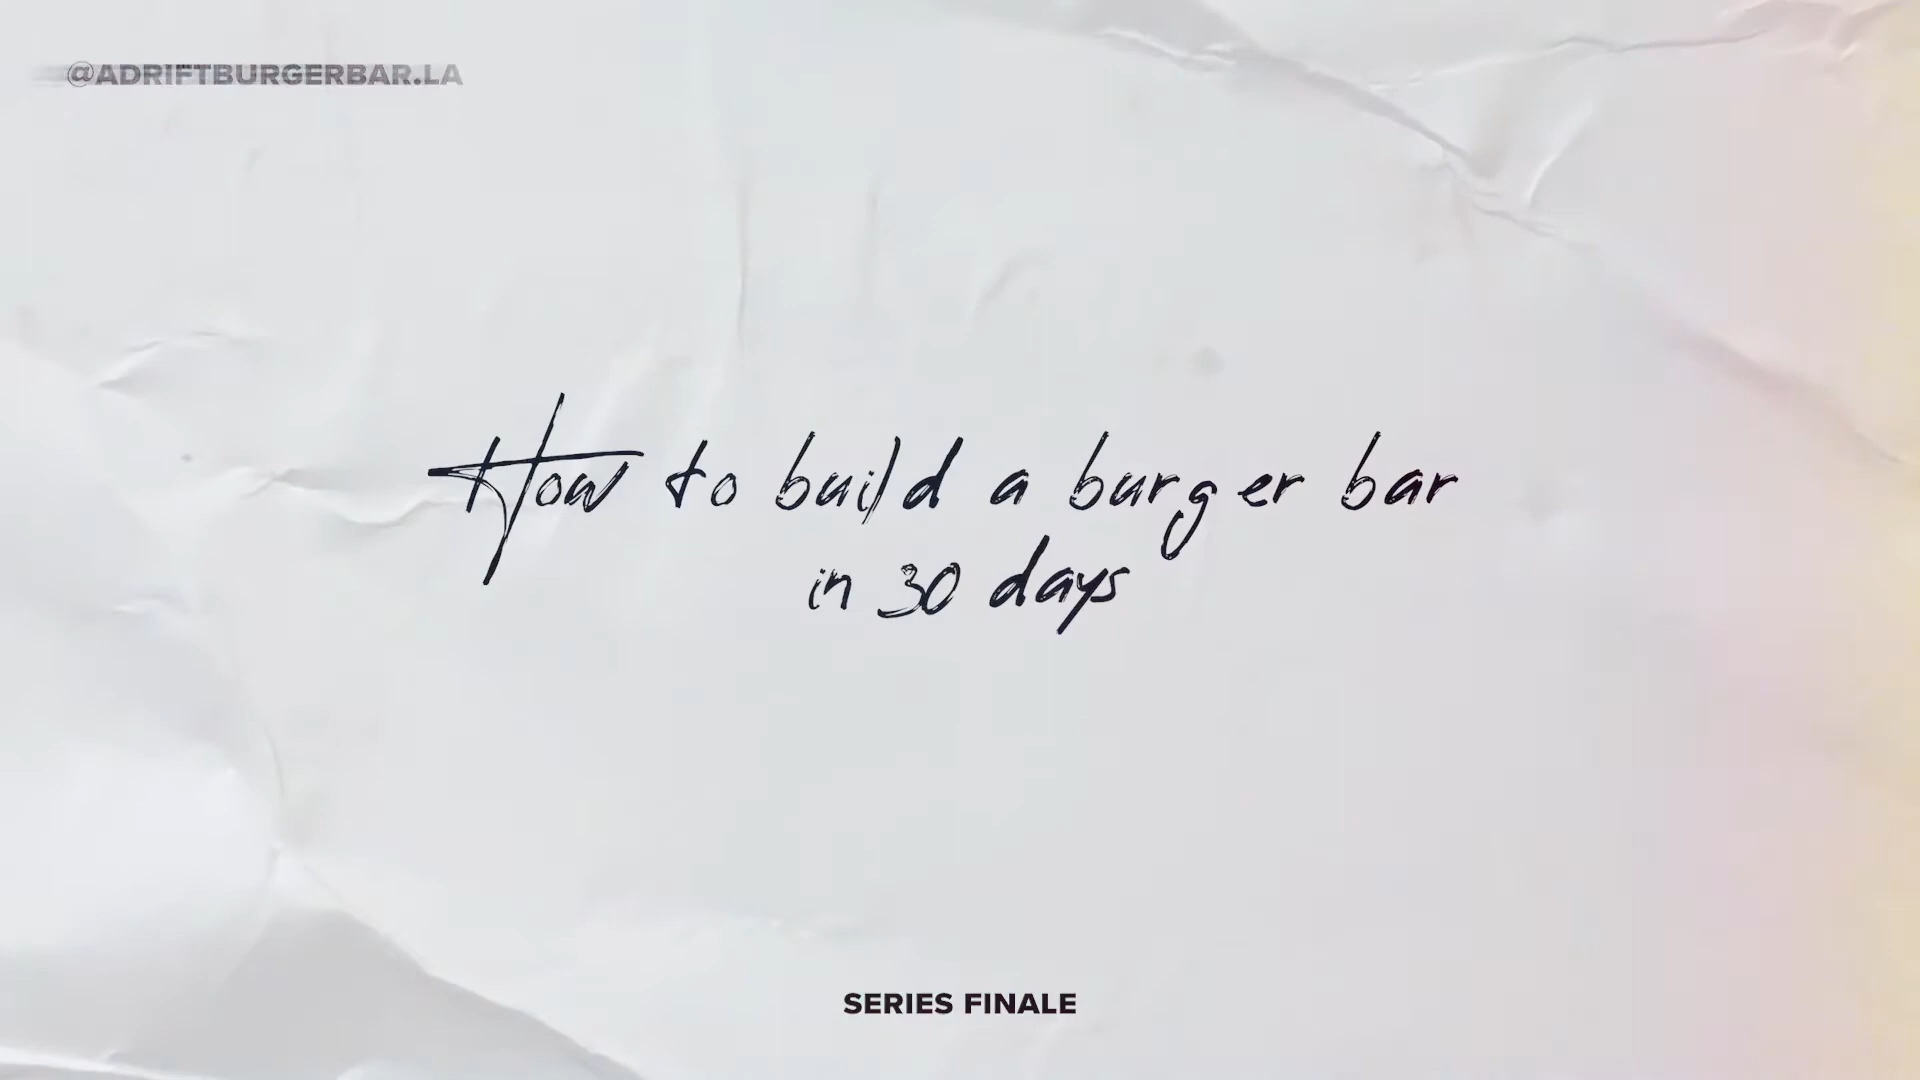 @ADRIFTBURGERBAR.LA
How to build a burger bar
in 30 days
SERIES FINALE